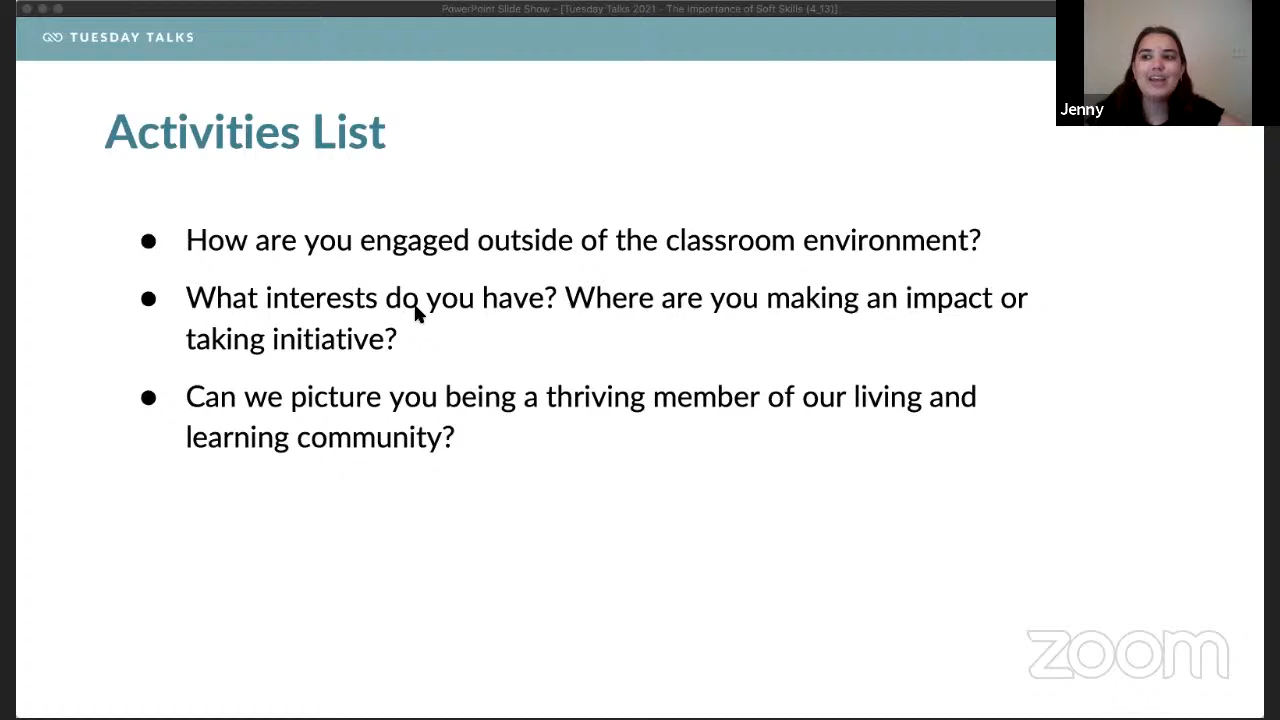 PowerPoint Slide Show - [Tuesday Talks 2021 - The Importance of Soft Skills (4_13)]
TUESDAY TALKS
Jenny
Activities List
● How are you engaged outside of the classroom environment?
● What interests do you have? Where are you making an impact or
taking initiative?
● Can we picture you being a thriving member of our living and
learning community?
zoom